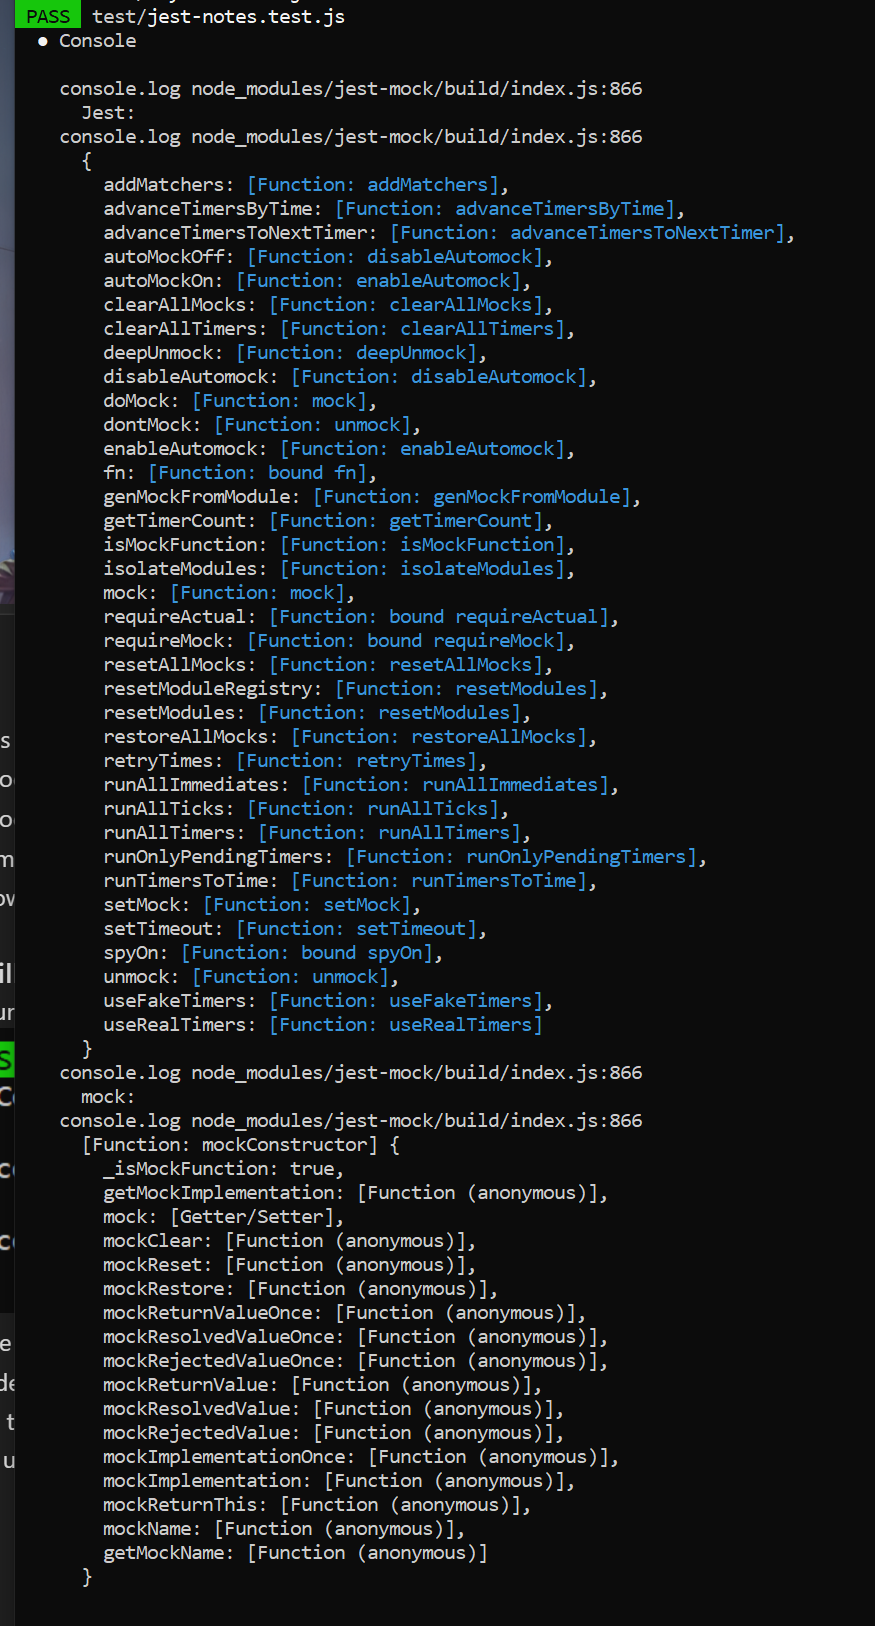 PASS test/jest-notes.test.js
● Console
console.log node_modules/jest-mock/build/index.js:866
Jest:
console.log node_modules/jest-mock/build/index.js:866
{
addMatchers: [Function: addMatchers],
advanceTimersByTime: [Function: advanceTimersByTime],
advanceTimersToNextTimer: [Function: advanceTimersToNextTimer],
autoMockOff: [Function: disableAutomock],
autoMockOn: [Function: enableAutomock],
clearAllMocks: [Function: clearAllMocks],
clearAllTimers: [Function: clearAllTimers],
deepUnmock: [Function: deepUnmock],
disableAutomock: [Function: disableAutomock],
doMock: [Function: mock],
dontMock: [Function: unmock],
enableAutomock: [Function: enableAutomock],
fn: [Function: bound fn],
genMockFromModule: [Function: genMockFromModule],
getTimerCount: [Function: getTimerCount],
isMockFunction: [Function: isMockFunction],
isolateModules: [Function: isolateModules],
mock: [Function: mock],
requireActual: [Function: bound requireActual],
requireMock: [Function: bound requireMock],
resetAllMocks: [Function: resetAllMocks],
resetModuleRegistry: [Function: resetModules],
resetModules: [Function: resetModules],
restoreAllMocks: [Function: restoreAllMocks],
retryTimes: [Function: retryTimes],
runAllImmediates: [Function: runAllImmediates],
runAllTicks: [Function: runAllTicks],
runAllTimers: [Function: runAllTimers],
runOnlyPendingTimers: [Function: runOnlyPendingTimers],
runTimersToTime: [Function: runTimersToTime],
setMock: [Function: setMock],
setTimeout: [Function: setTimeout],
spyOn: [Function: bound spyOn],
unmock: [Function: unmock],
useFakeTimers: [Function: useFakeTimers],
useRealTimers: [Function: useRealTimers]
}
console.log node_modules/jest-mock/build/index.js:866
mock:
console.log node_modules/jest-mock/build/index.js:866
[Function: mockConstructor] {
_isMockFunction: true,
getMockImplementation: [Function (anonymous)],
mock: [Getter/Setter],
mockClear: [Function (anonymous)],
mockReset: [Function (anonymous)],
mockRestore: [Function (anonymous)],
mockReturnValueOnce: [Function (anonymous)],
mockResolvedValueOnce: [Function (anonymous)],
mockRejectedValueOnce: [Function (anonymous)],
mockReturnValue: [Function (anonymous)],
mockResolvedValue: [Function (anonymous)],
mockRejectedValue: [Function (anonymous)],
mockImplementationOnce: [Function (anonymous)],
mockImplementation: [Function (anonymous)],
mockReturnThis: [Function (anonymous)],
mockName: [Function (anonymous)],
getMockName: [Function (anonymous)]
}